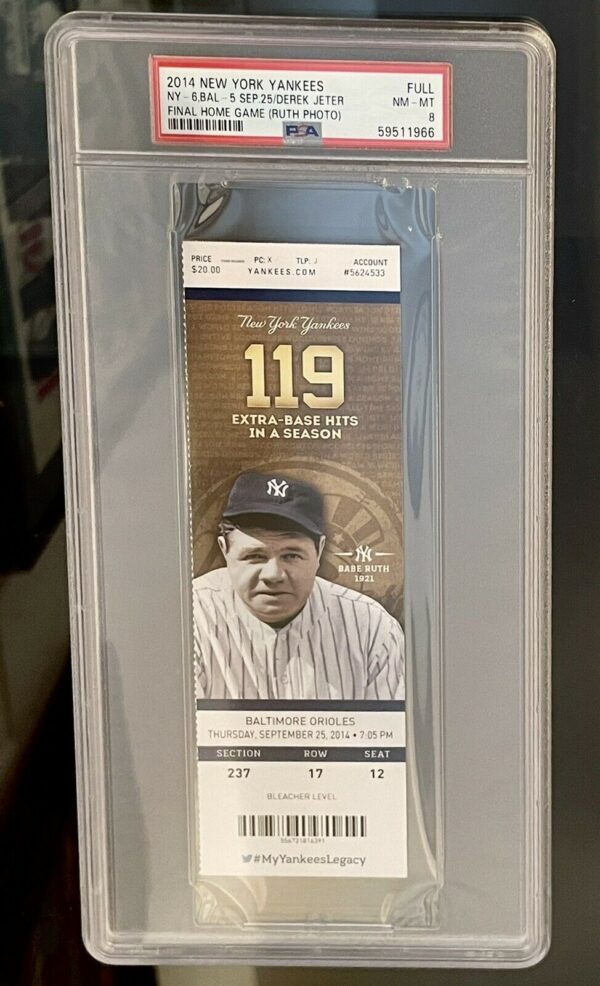 2014 NEW YORK YANKEES FULL
NY-6,BAL-5 SEP.25/DEREK JETER NM-MT
FINAL HOME GAME (RUTH PHOTO) 8
PSA 59511966
PRICE PC: X TLP: J ACCOUNT
$20.00 YANKEES.COM #5624533
New York Yankees
119
EXTRA-BASE HITS
IN A SEASON
NY
NY
BABE RUTH
1921
BALTIMORE ORIOLES
THURSDAY, SEPTEMBER 25, 2014 • 7:05 PM
SECTION ROW SEAT
237 17 12
BLEACHER LEVEL
#MyYankeesLegacy